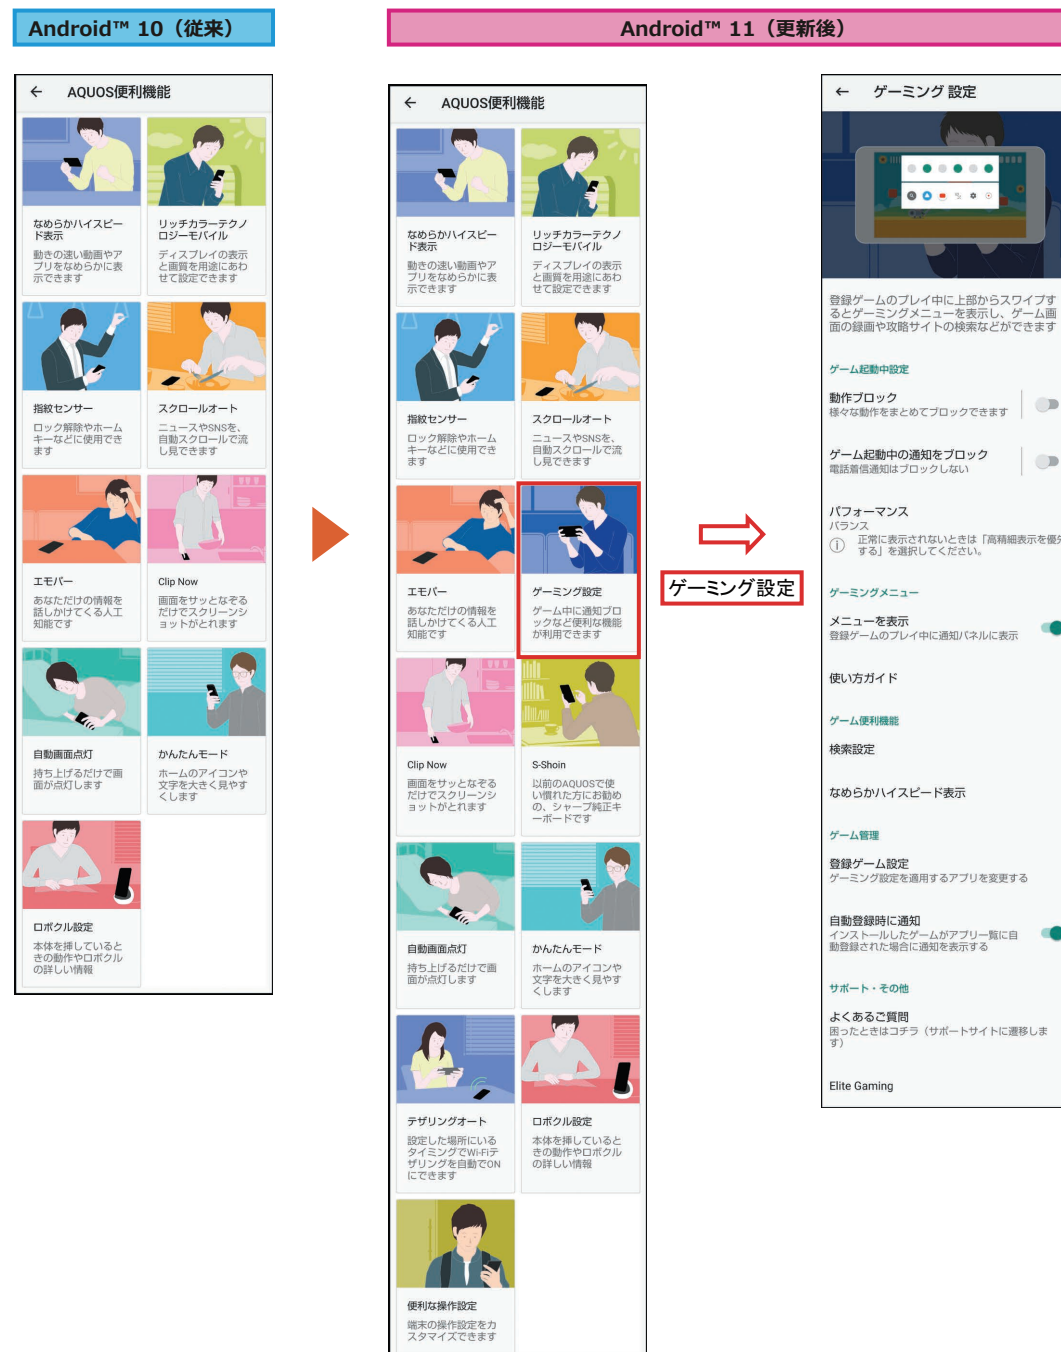 Android™ 10（従来）
Android™ 11（更新後）
AQUOS便利機能
なめらかハイスピー
ド表示
動きの速い動画やア
プリをなめらかに表
示できます
リッチカラーテクノ
ロジーモバイル
ディスプレイの表示
と画質を用途にあわ
せて設定できます
指紋センサー
ロック解除やホーム
キーなどに使用でき
ます
スクロールオート
ニュースやSNSを、
自動スクロールで流
し見できます
エモパー
あなただけの情報を
話しかけてくる人工
知能です
Clip Now
画面をサッとなぞる
だけでスクリーンシ
ョットがとれます
自動画面点灯
持ち上げるだけで画
面が点灯します
かんたんモード
ホームのアイコンや
文字を大きく見やす
くします
ロボクル設定
本体を挿していると
きの動作やロボクル
の詳しい情報
AQUOS便利機能
なめらかハイスピー
ド表示
動きの速い動画やア
プリをなめらかに表
示できます
リッチカラーテクノ
ロジーモバイル
ディスプレイの表示
と画質を用途にあわ
せて設定できます
指紋センサー
ロック解除やホーム
キーなどに使用でき
ます
スクロールオート
ニュースやSNSを、
自動スクロールで流
し見できます
エモパー
あなただけの情報を
話しかけてくる人工
知能です
ゲーミング設定
ゲーム中に通知ブロ
ックなど便利な機能
が利用できます
Clip Now
画面をサッとなぞる
だけでスクリーンシ
ョットがとれます
S-Shoin
以前のAQUOSで使
い慣れた方にお勧め
の、シャープ純正キ
ーボードです
自動画面点灯
持ち上げるだけで画
面が点灯します
かんたんモード
ホームのアイコンや
文字を大きく見やす
くします
テザリングオート
設定した場所にいる
タイミングでWi-Fiテ
ザリングを自動でON
にできます
ロボクル設定
本体を挿していると
きの動作やロボクル
の詳しい情報
便利な操作設定
端末の操作設定をカ
スタマイズできます
ゲーミング設定
ゲーミング 設定
登録ゲームのプレイ中に上部からスワイプす
るとゲーミングメニューを表示し、ゲーム画
面の録画や攻略サイトの検索などができます
ゲーム起動中設定
動作ブロック
様々な動作をまとめてブロックできます
ゲーム起動中の通知をブロック
電話着信通知はブロックしない
パフォーマンス
バランス
正常に表示されないときは「高精細表示を優先
する」を選択してください。
ゲーミングメニュー
メニューを表示
登録ゲームのプレイ中に通知パネルに表示
使い方ガイド
ゲーム便利機能
検索設定
なめらかハイスピード表示
ゲーム管理
登録ゲーム設定
ゲーミング設定を適用するアプリを変更する
自動登録時に通知
インストールしたゲームがアプリ一覧に自
動登録された場合に通知を表示する
サポート・その他
よくあるご質問
困ったときはコチラ（サポートサイトに遷移しま
す）
Elite Gaming